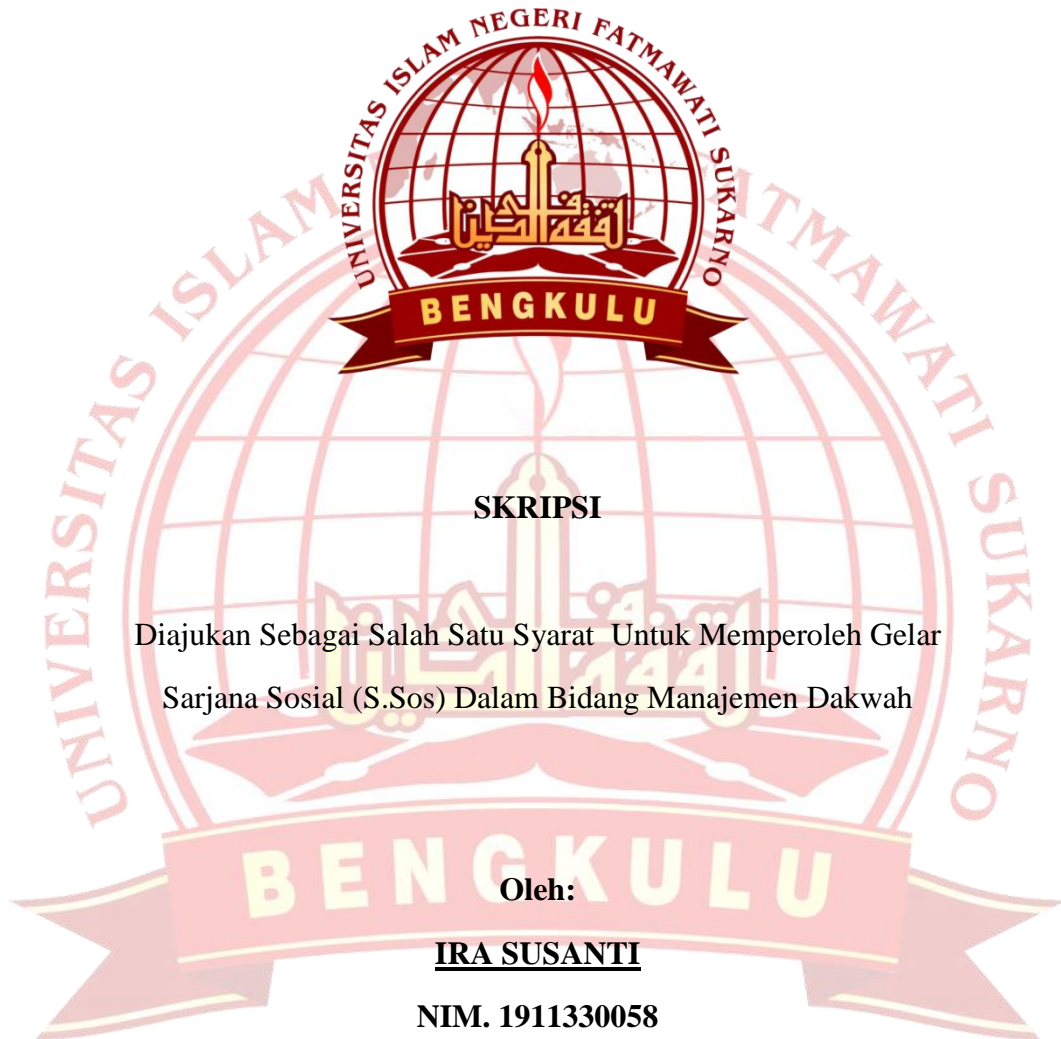 UNIVERSITAS ISLAM NEGERI FATMAWATI SUKARNO
BENGKULU
SKRIPSI
Diajukan Sebagai Salah Satu Syarat Untuk Memperoleh Gelar
Sarjana Sosial (S.Sos) Dalam Bidang Manajemen Dakwah
Oleh:
IRA SUSANTI
NIM. 1911330058